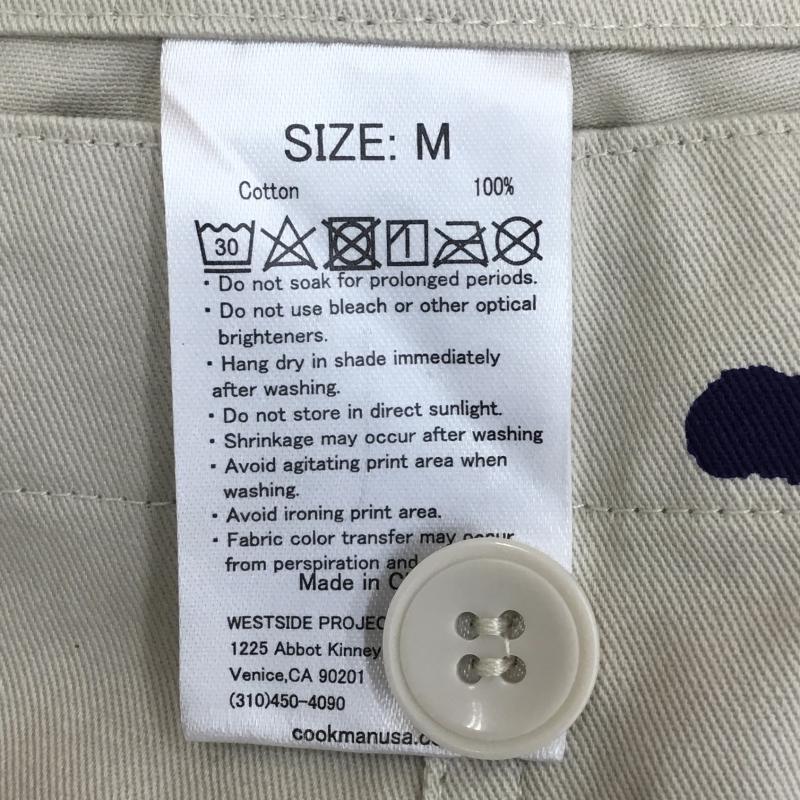 SIZE: M
Cotton 100%
30
· Do not soak for prolonged periods.
· Do not use bleach or other optical
brighteners.
· Hang dry in shade immediately
after washing.
· Do not store in direct sunlight.
· Shrinkage may occur after washing
· Avoid agitating print area when
washing.
· Avoid ironing print area.
· Fabric color transfer may occur
from perspiration and
Made in
WESTSIDE
1225 Abbot Kinney
Venice,CA 90201
(310)450-4090
cookmanusa.